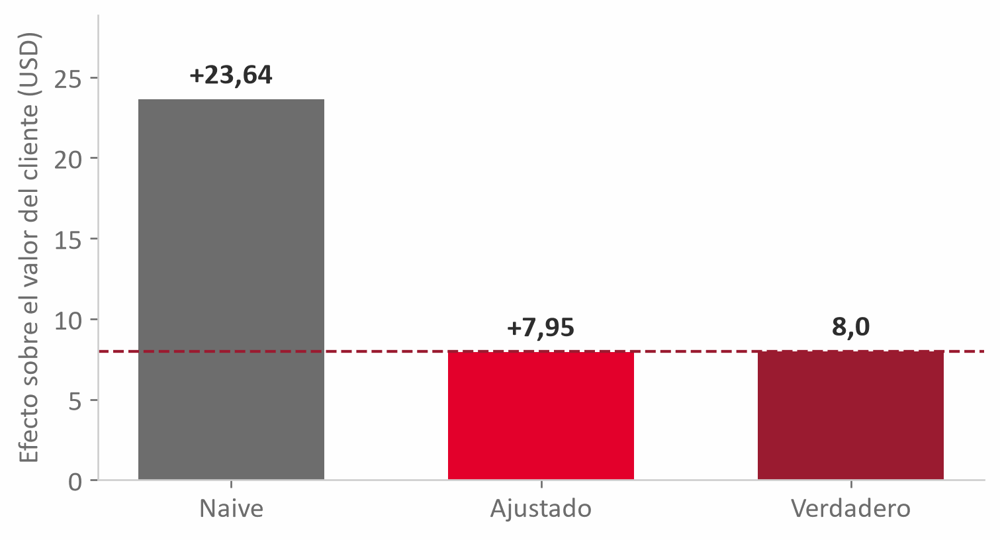 Efecto sobre el valor del cliente (USD)
25
20
15
10
5
0
+23,64
+7,95
8,0
Naive
Ajustado
Verdadero